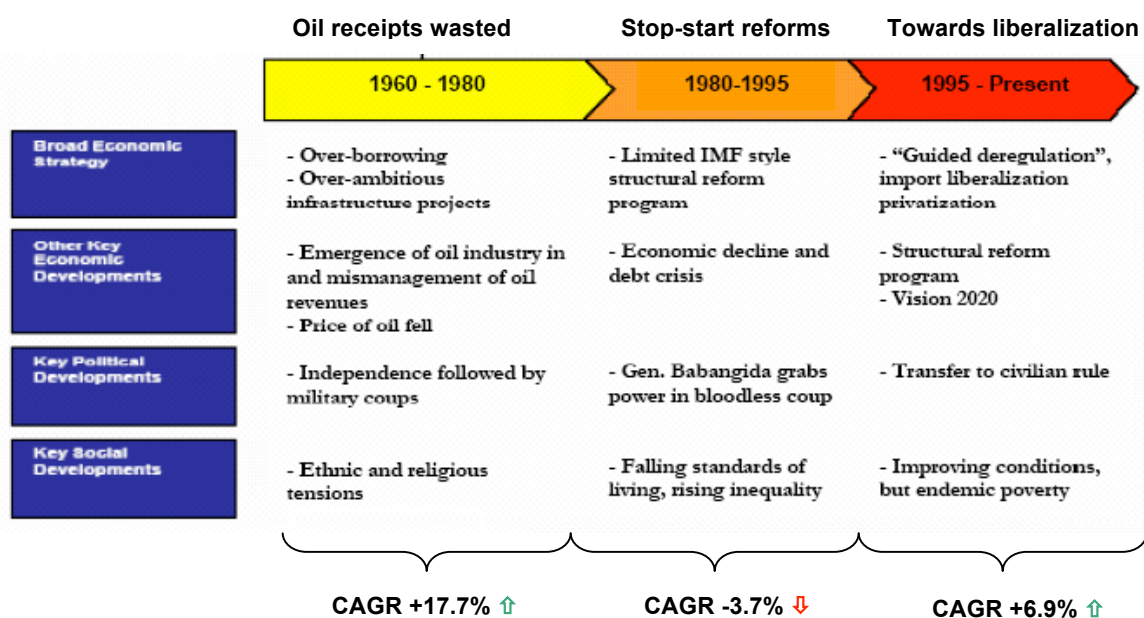 Oil receipts wasted
Stop-start reforms
Towards liberalization
1960 - 1980
1980-1995
1995 - Present
Broad Economic
Strategy
- Over-borrowing
- Over-ambitious
infrastructure projects
- Limited IMF style
structural reform
program
- “Guided deregulation”,
import liberalization
privatization
Other Key
Economic
Developments
- Emergence of oil industry in
and mismanagement of oil
revenues
- Price of oil fell
- Economic decline and
debt crisis
- Structural reform
program
- Vision 2020
Key Political
Developments
- Independence followed by
military coups
- Gen. Babangida grabs
power in bloodless coup
- Transfer to civilian rule
Key Social
Developments
- Ethnic and religious
tensions
- Falling standards of
living, rising inequality
- Improving conditions,
but endemic poverty
CAGR +17.7% ⇧
CAGR -3.7% ⇩
CAGR +6.9% ⇧